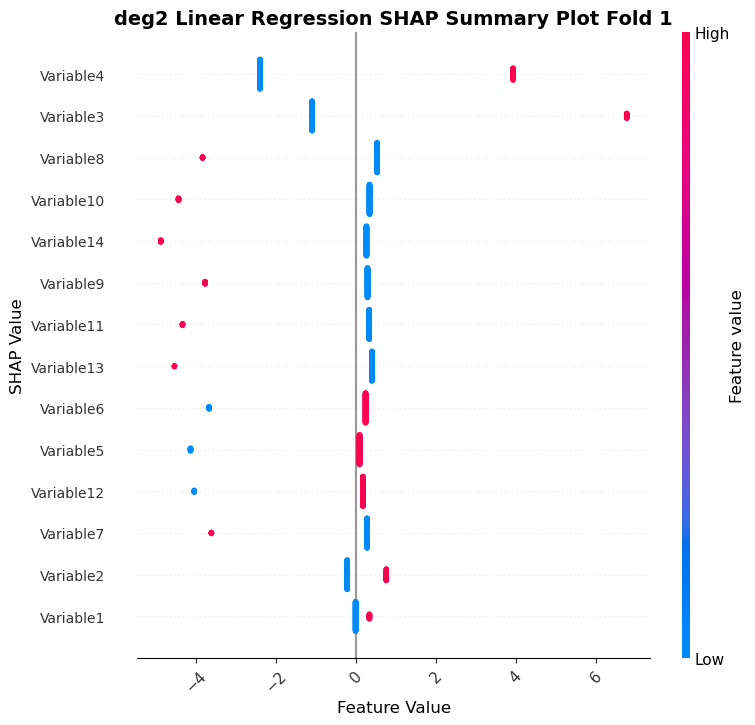 deg2 Linear Regression SHAP Summary Plot Fold 1
High
Variable4
Variable3
Variable8
Variable10
Variable14
Variable9
Variable11
Variable13
Variable6
Variable5
Variable12
Variable7
Variable2
Variable1
SHAP Value
Feature value
Low
−4
−2
0
2
4
6
Feature Value